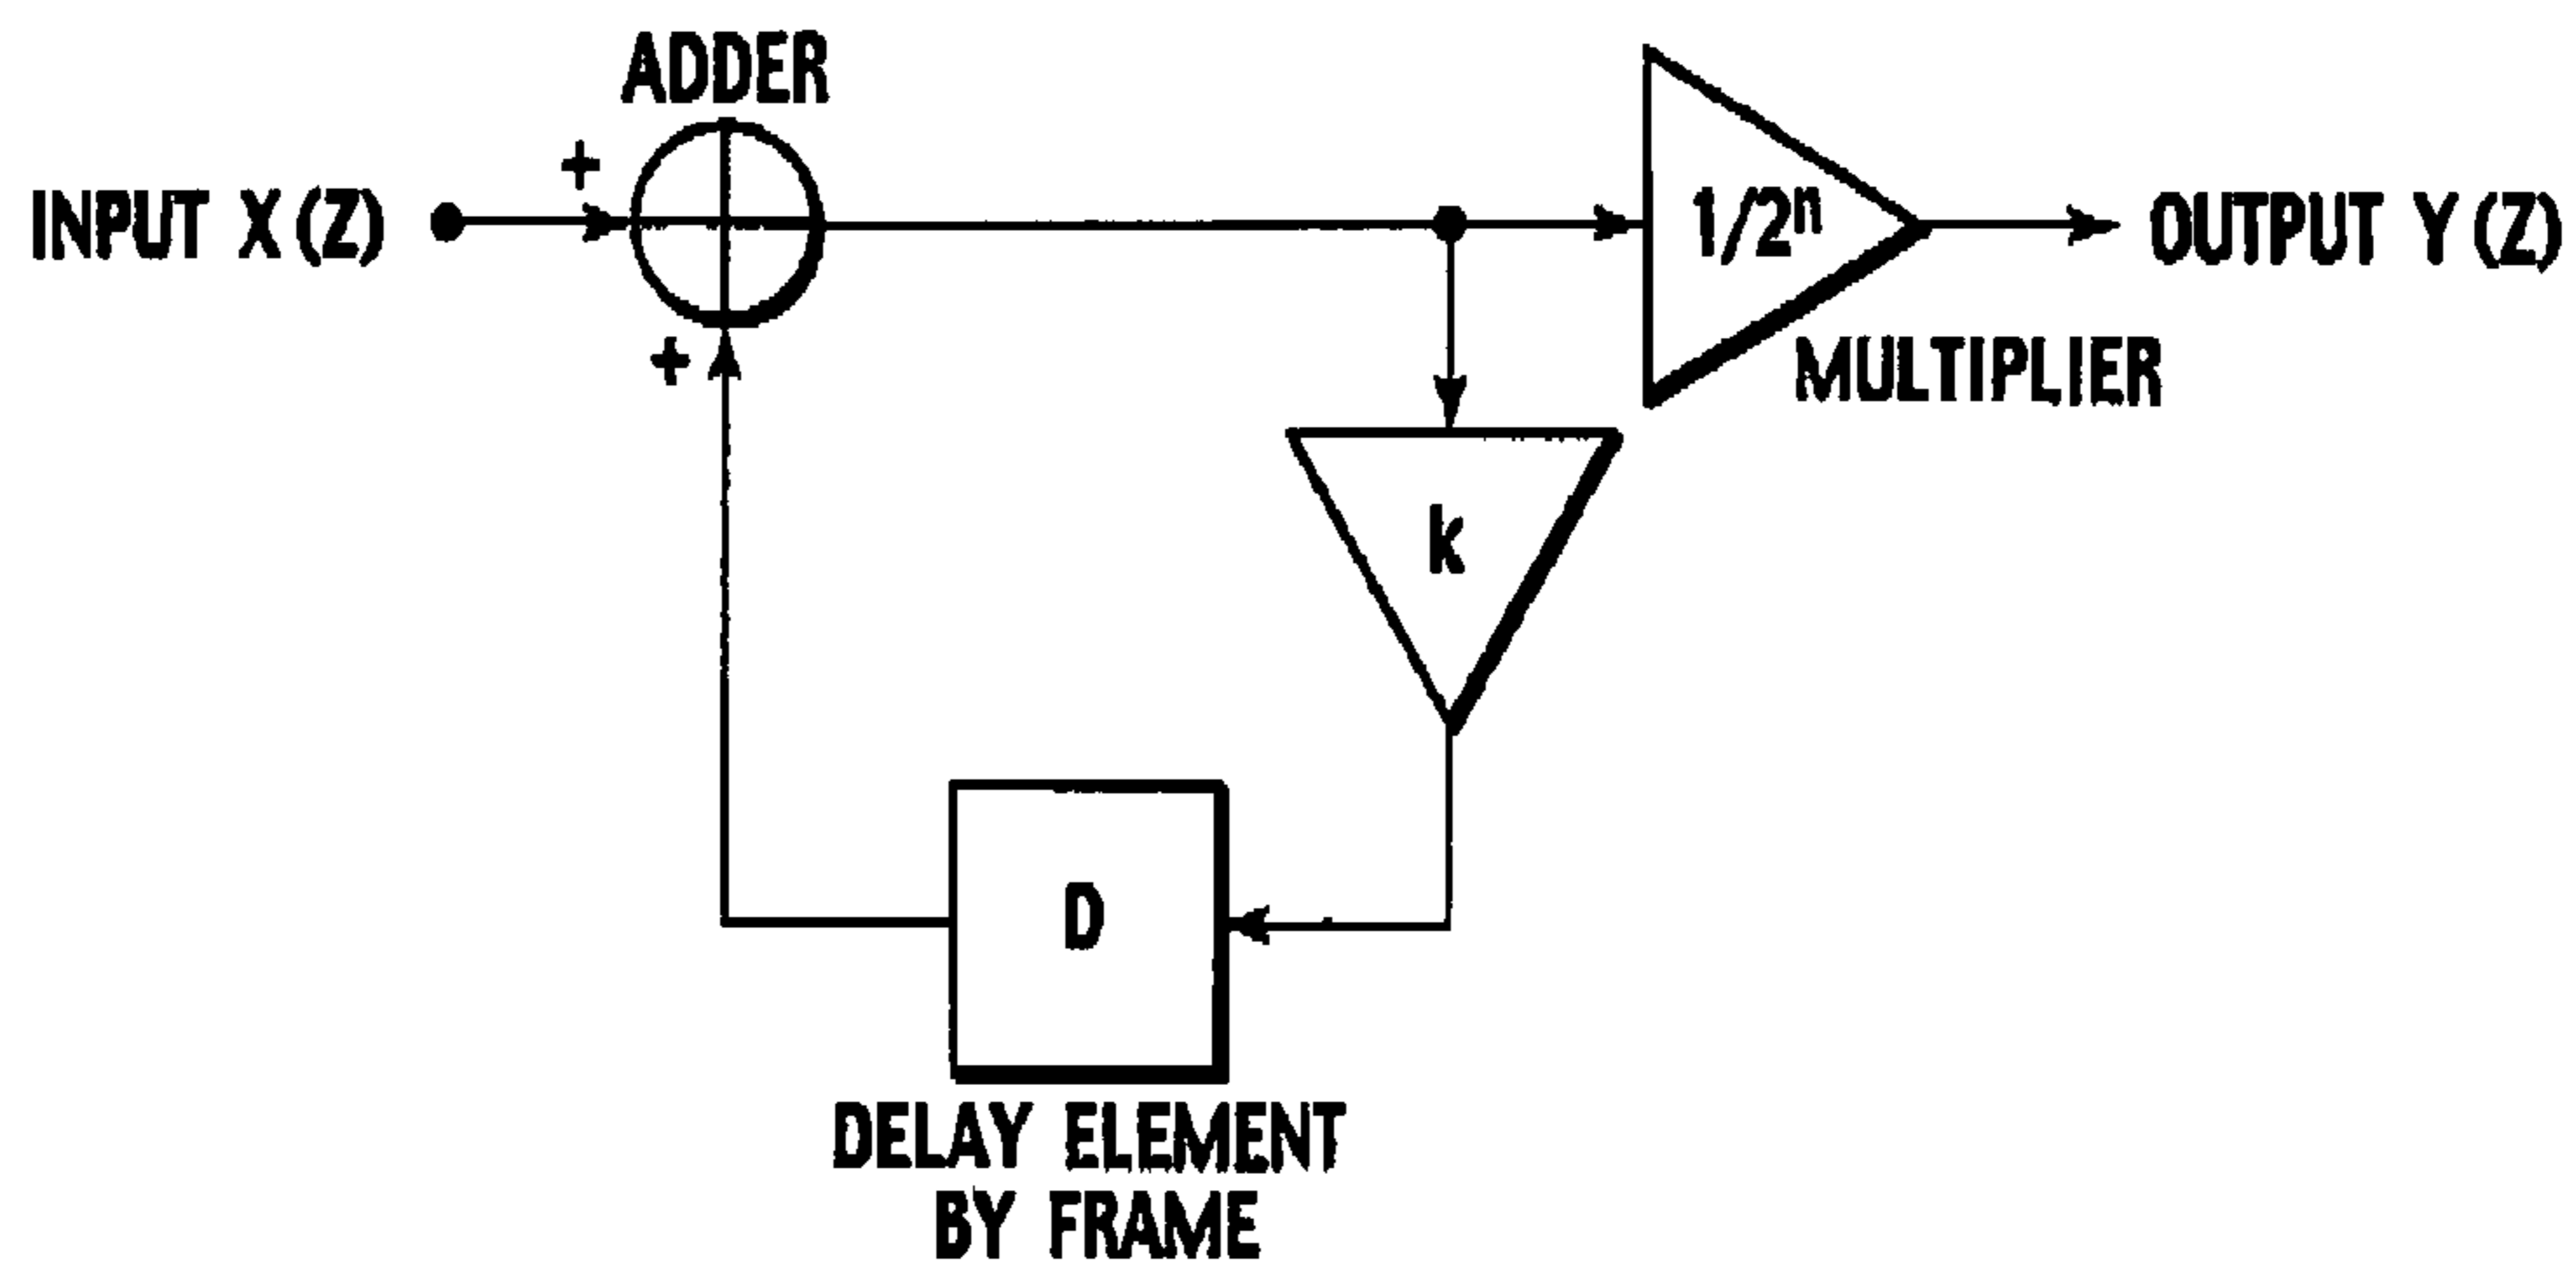 ADDER
+
INPUT X(Z)
1/2ⁿ
OUTPUT Y(Z)
+
MULTIPLIER
k
D
DELAY ELEMENT
BY FRAME